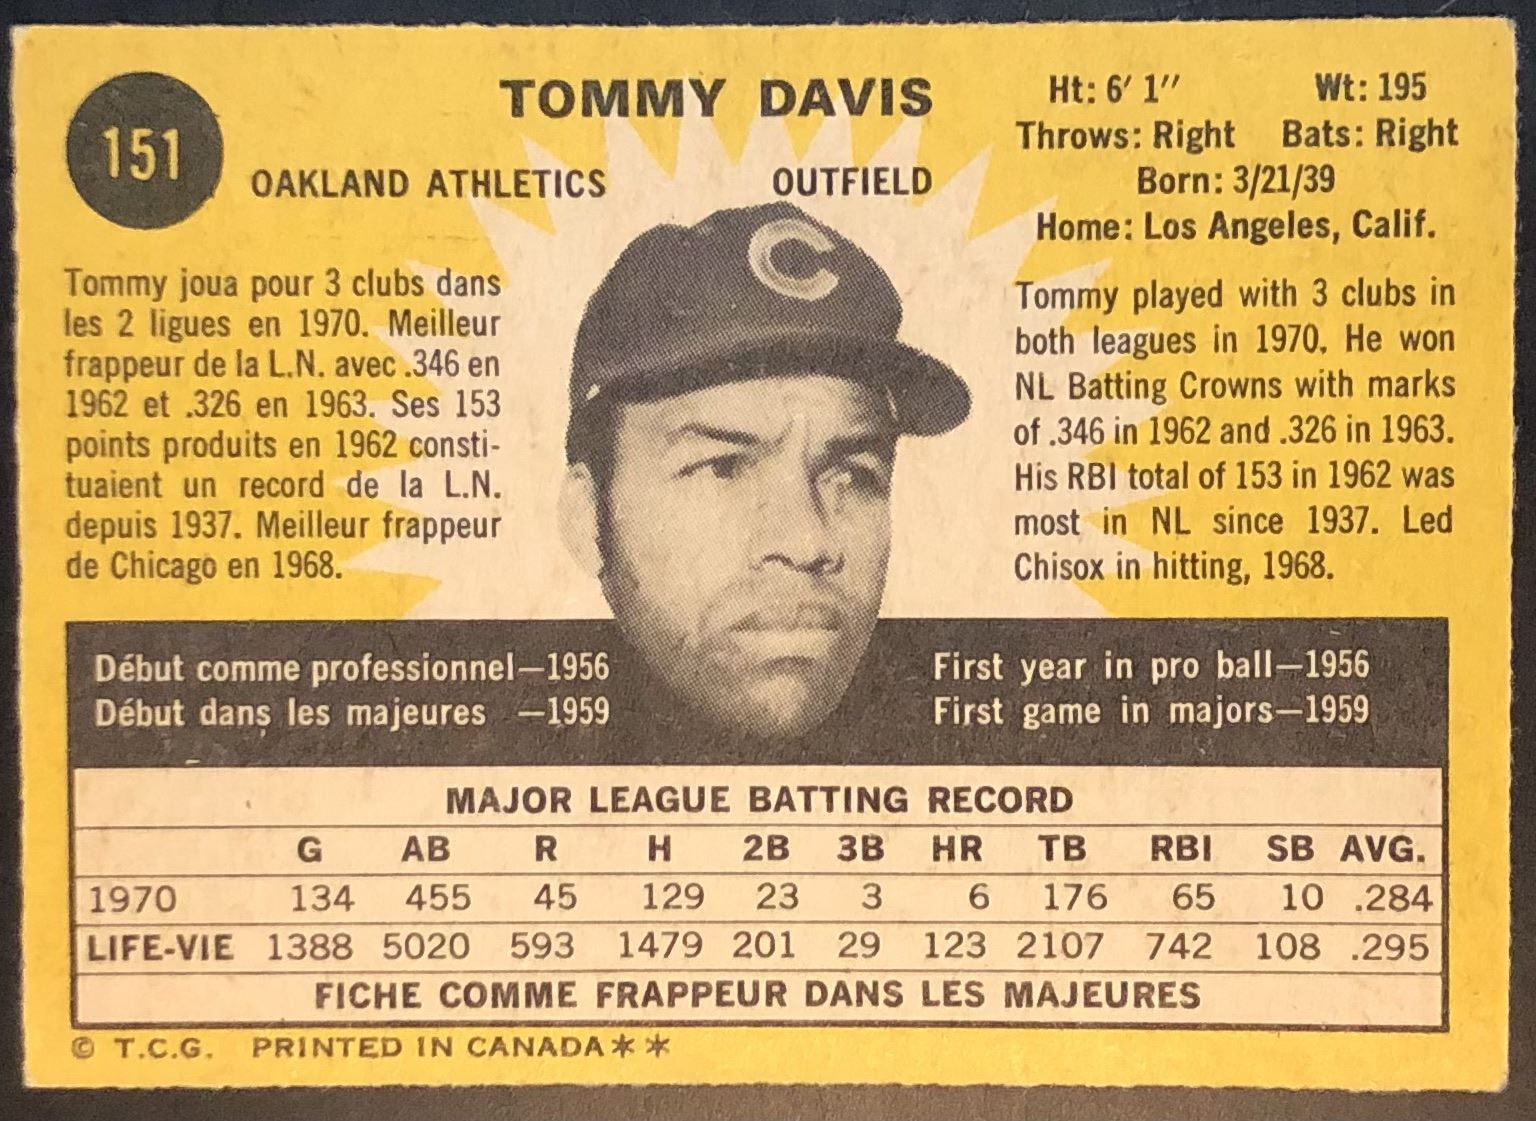 151
TOMMY DAVIS
OAKLAND ATHLETICS OUTFIELD
Ht: 6′ 1″ Wt: 195
Throws: Right Bats: Right
Born: 3/21/39
Home: Los Angeles, Calif.
Tommy joua pour 3 clubs dans
les 2 ligues en 1970. Meilleur
frappeur de la L.N. avec .346 en
1962 et .326 en 1963. Ses 153
points produits en 1962 consti-
tuaient un record de la L.N.
depuis 1937. Meilleur frappeur
de Chicago en 1968.
C
Tommy played with 3 clubs in
both leagues in 1970. He won
NL Batting Crowns with marks
of .346 in 1962 and .326 in 1963.
His RBI total of 153 in 1962 was
most in NL since 1937. Led
Chisox in hitting, 1968.
Début comme professionnel—1956
Début dans les majeures —1959
First year in pro ball—1956
First game in majors—1959
MAJOR LEAGUE BATTING RECORD
G AB R H 2B 3B HR TB RBI SB AVG.
1970 134 455 45 129 23 3 6 176 65 10 .284
LIFE-VIE 1388 5020 593 1479 201 29 123 2107 742 108 .295
FICHE COMME FRAPPEUR DANS LES MAJEURES
© T.C.G. PRINTED IN CANADA**